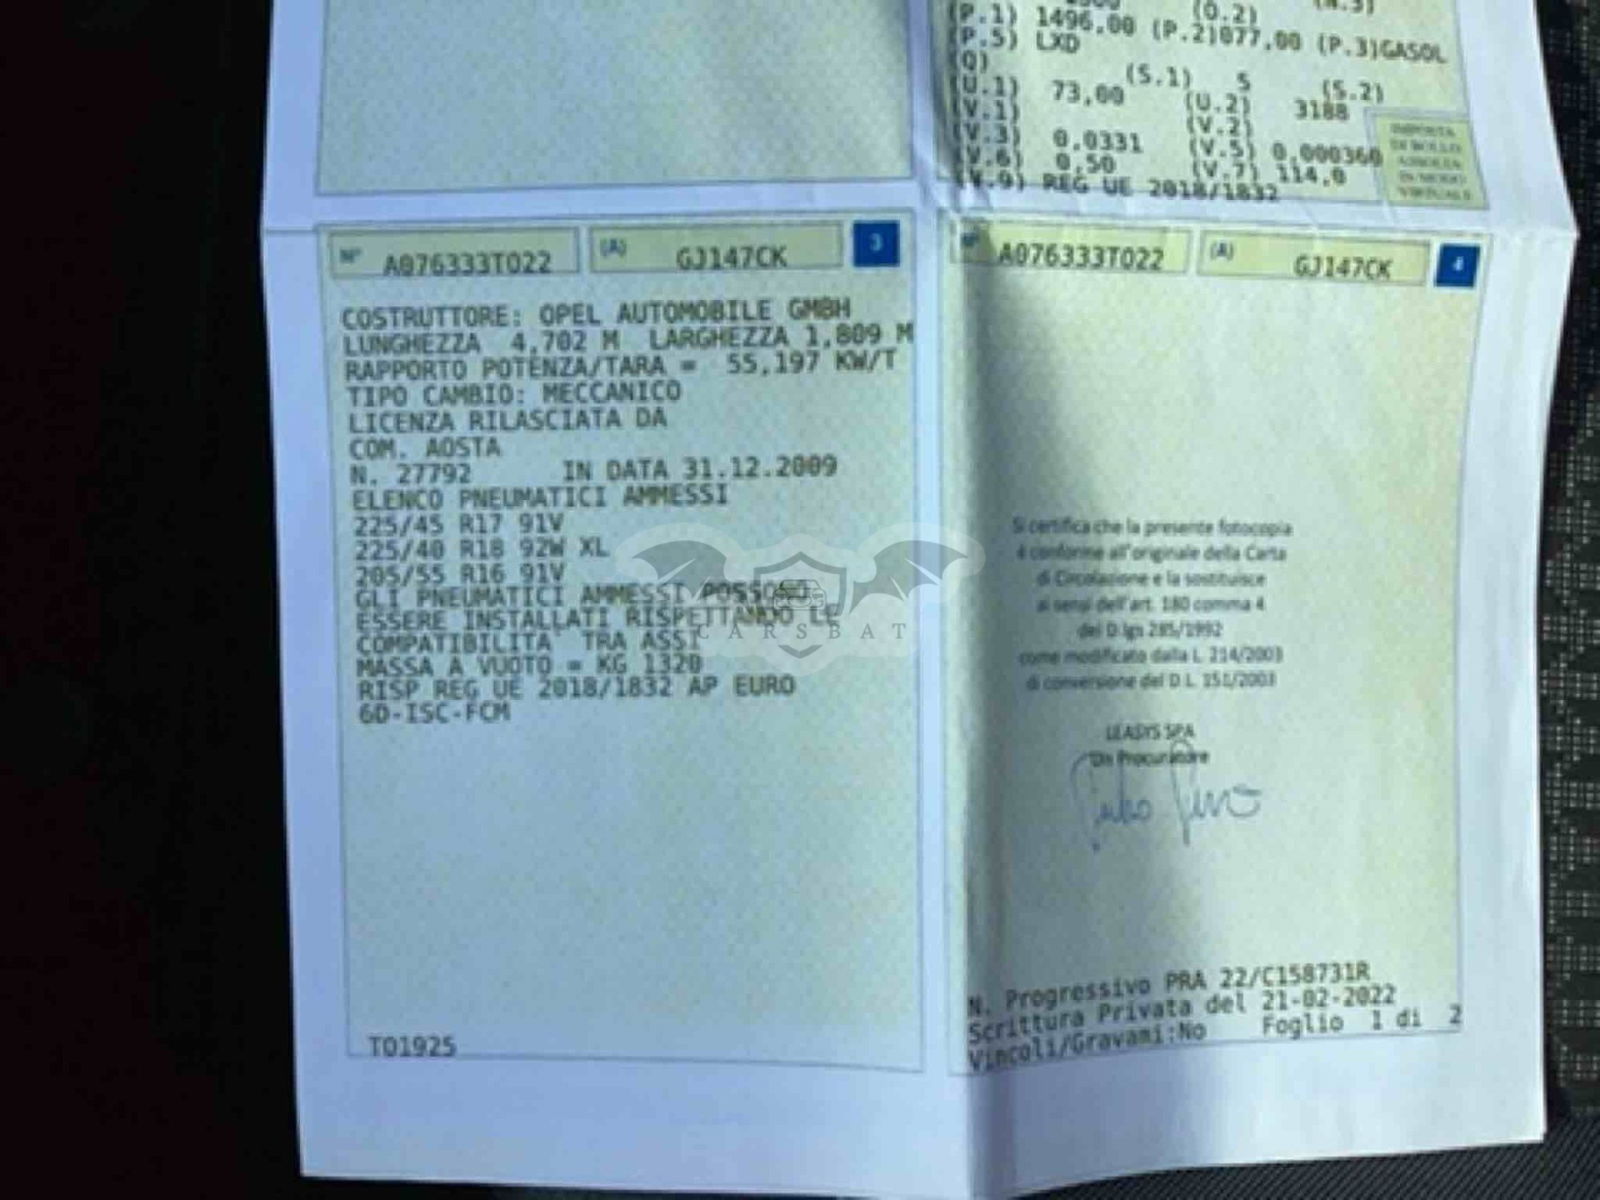 (O.2)
(P.1) 1496,00 (P.2)077,00 (P.3)GASOL
(P.5) LXD
(Q) (S.1) 5 (S.2)
(U.1) 73,00 (U.2) 3188
(V.1) (V.2)
(V.3) 0,0331 (V.5) 0,000360
(V.6) 0,50 (V.7) 114,0
(V.9) REG UE 2018/1832
IMPOSTA
DI BOLLO
ASSOLTA
IN MODO
VIRTUALE
N° A076333T022 (A) GJ147CK 3
COSTRUTTORE: OPEL AUTOMOBILE GMBH
LUNGHEZZA 4,702 M LARGHEZZA 1,809 M
RAPPORTO POTENZA/TARA = 55,197 KW/T
TIPO CAMBIO: MECCANICO
LICENZA RILASCIATA DA
COM. AOSTA
N. 27792 IN DATA 31.12.2009
ELENCO PNEUMATICI AMMESSI
225/45 R17 91V
225/40 R18 92W XL
205/55 R16 91V
GLI PNEUMATICI AMMESSI POSSONO
ESSERE INSTALLATI RISPETTANDO LE
COMPATIBILITA' TRA ASSI
MASSA A VUOTO = KG 1320
RISP REG UE 2018/1832 AP EURO
6D-ISC-FCM
TO1925
N° A076333T022 (A) GJ147CK 4
Si certifica che la presente fotocopia
è conforme all'originale della Carta
di Circolazione e la sostituisce
ai sensi dell'art. 180 comma 4
del D.lgs 285/1992
come modificato dalla L. 214/2003
di conversione del D.L. 151/2003
LEASYS SPA
Un Procuratore
N. Progressivo PRA 22/C158731R
Scrittura Privata del 21-02-2022
Vincoli/Gravami:No Foglio 1 di 2
CARSBAT